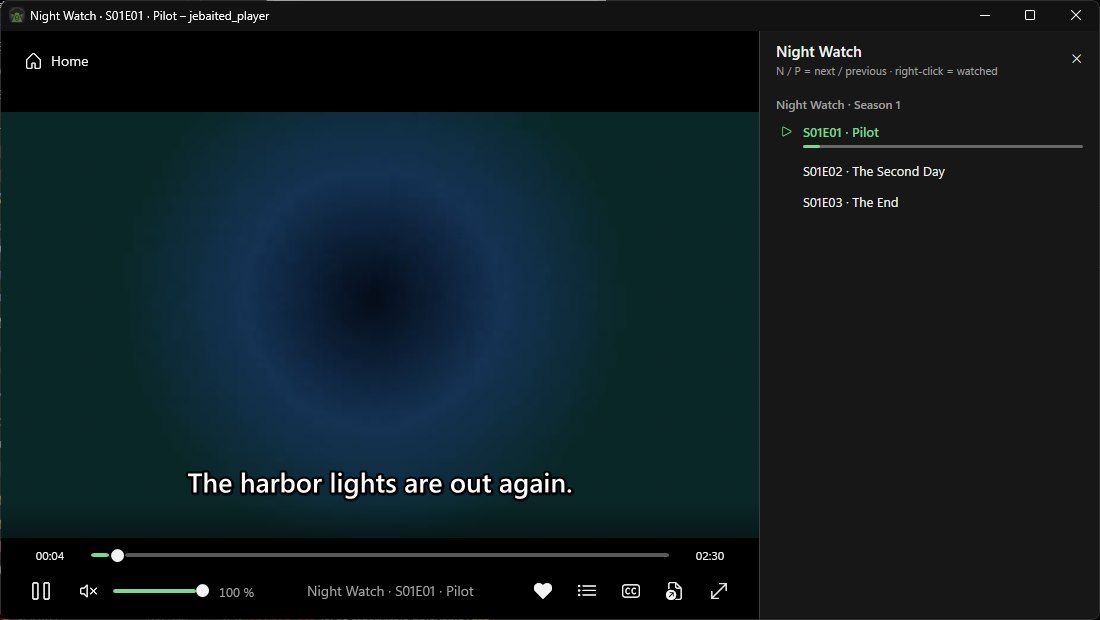 Night Watch · S01E01 · Pilot – jebaited_player
Home
The harbor lights are out again.
00:04
02:30
100 %
Night Watch · S01E01 · Pilot
CC
Night Watch
N / P = next / previous · right-click = watched
Night Watch · Season 1
S01E01 · Pilot
S01E02 · The Second Day
S01E03 · The End